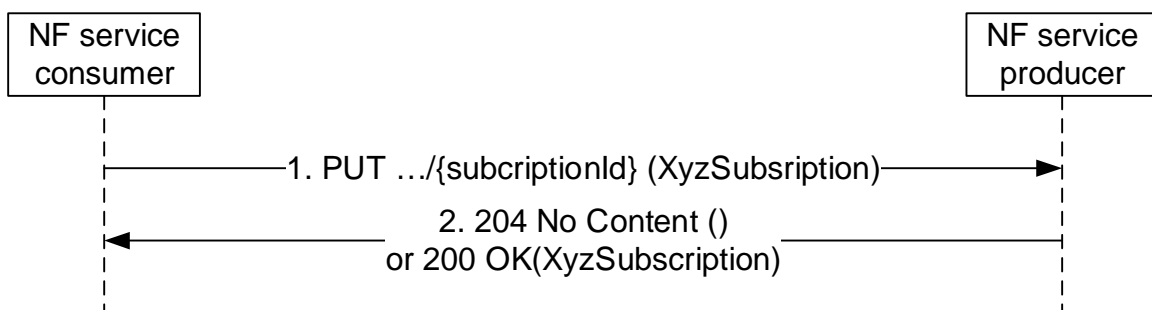 NF service
consumer
NF service
producer
1. PUT …/{subcriptionId} (XyzSubsription)
2. 204 No Content ()
or 200 OK(XyzSubscription)